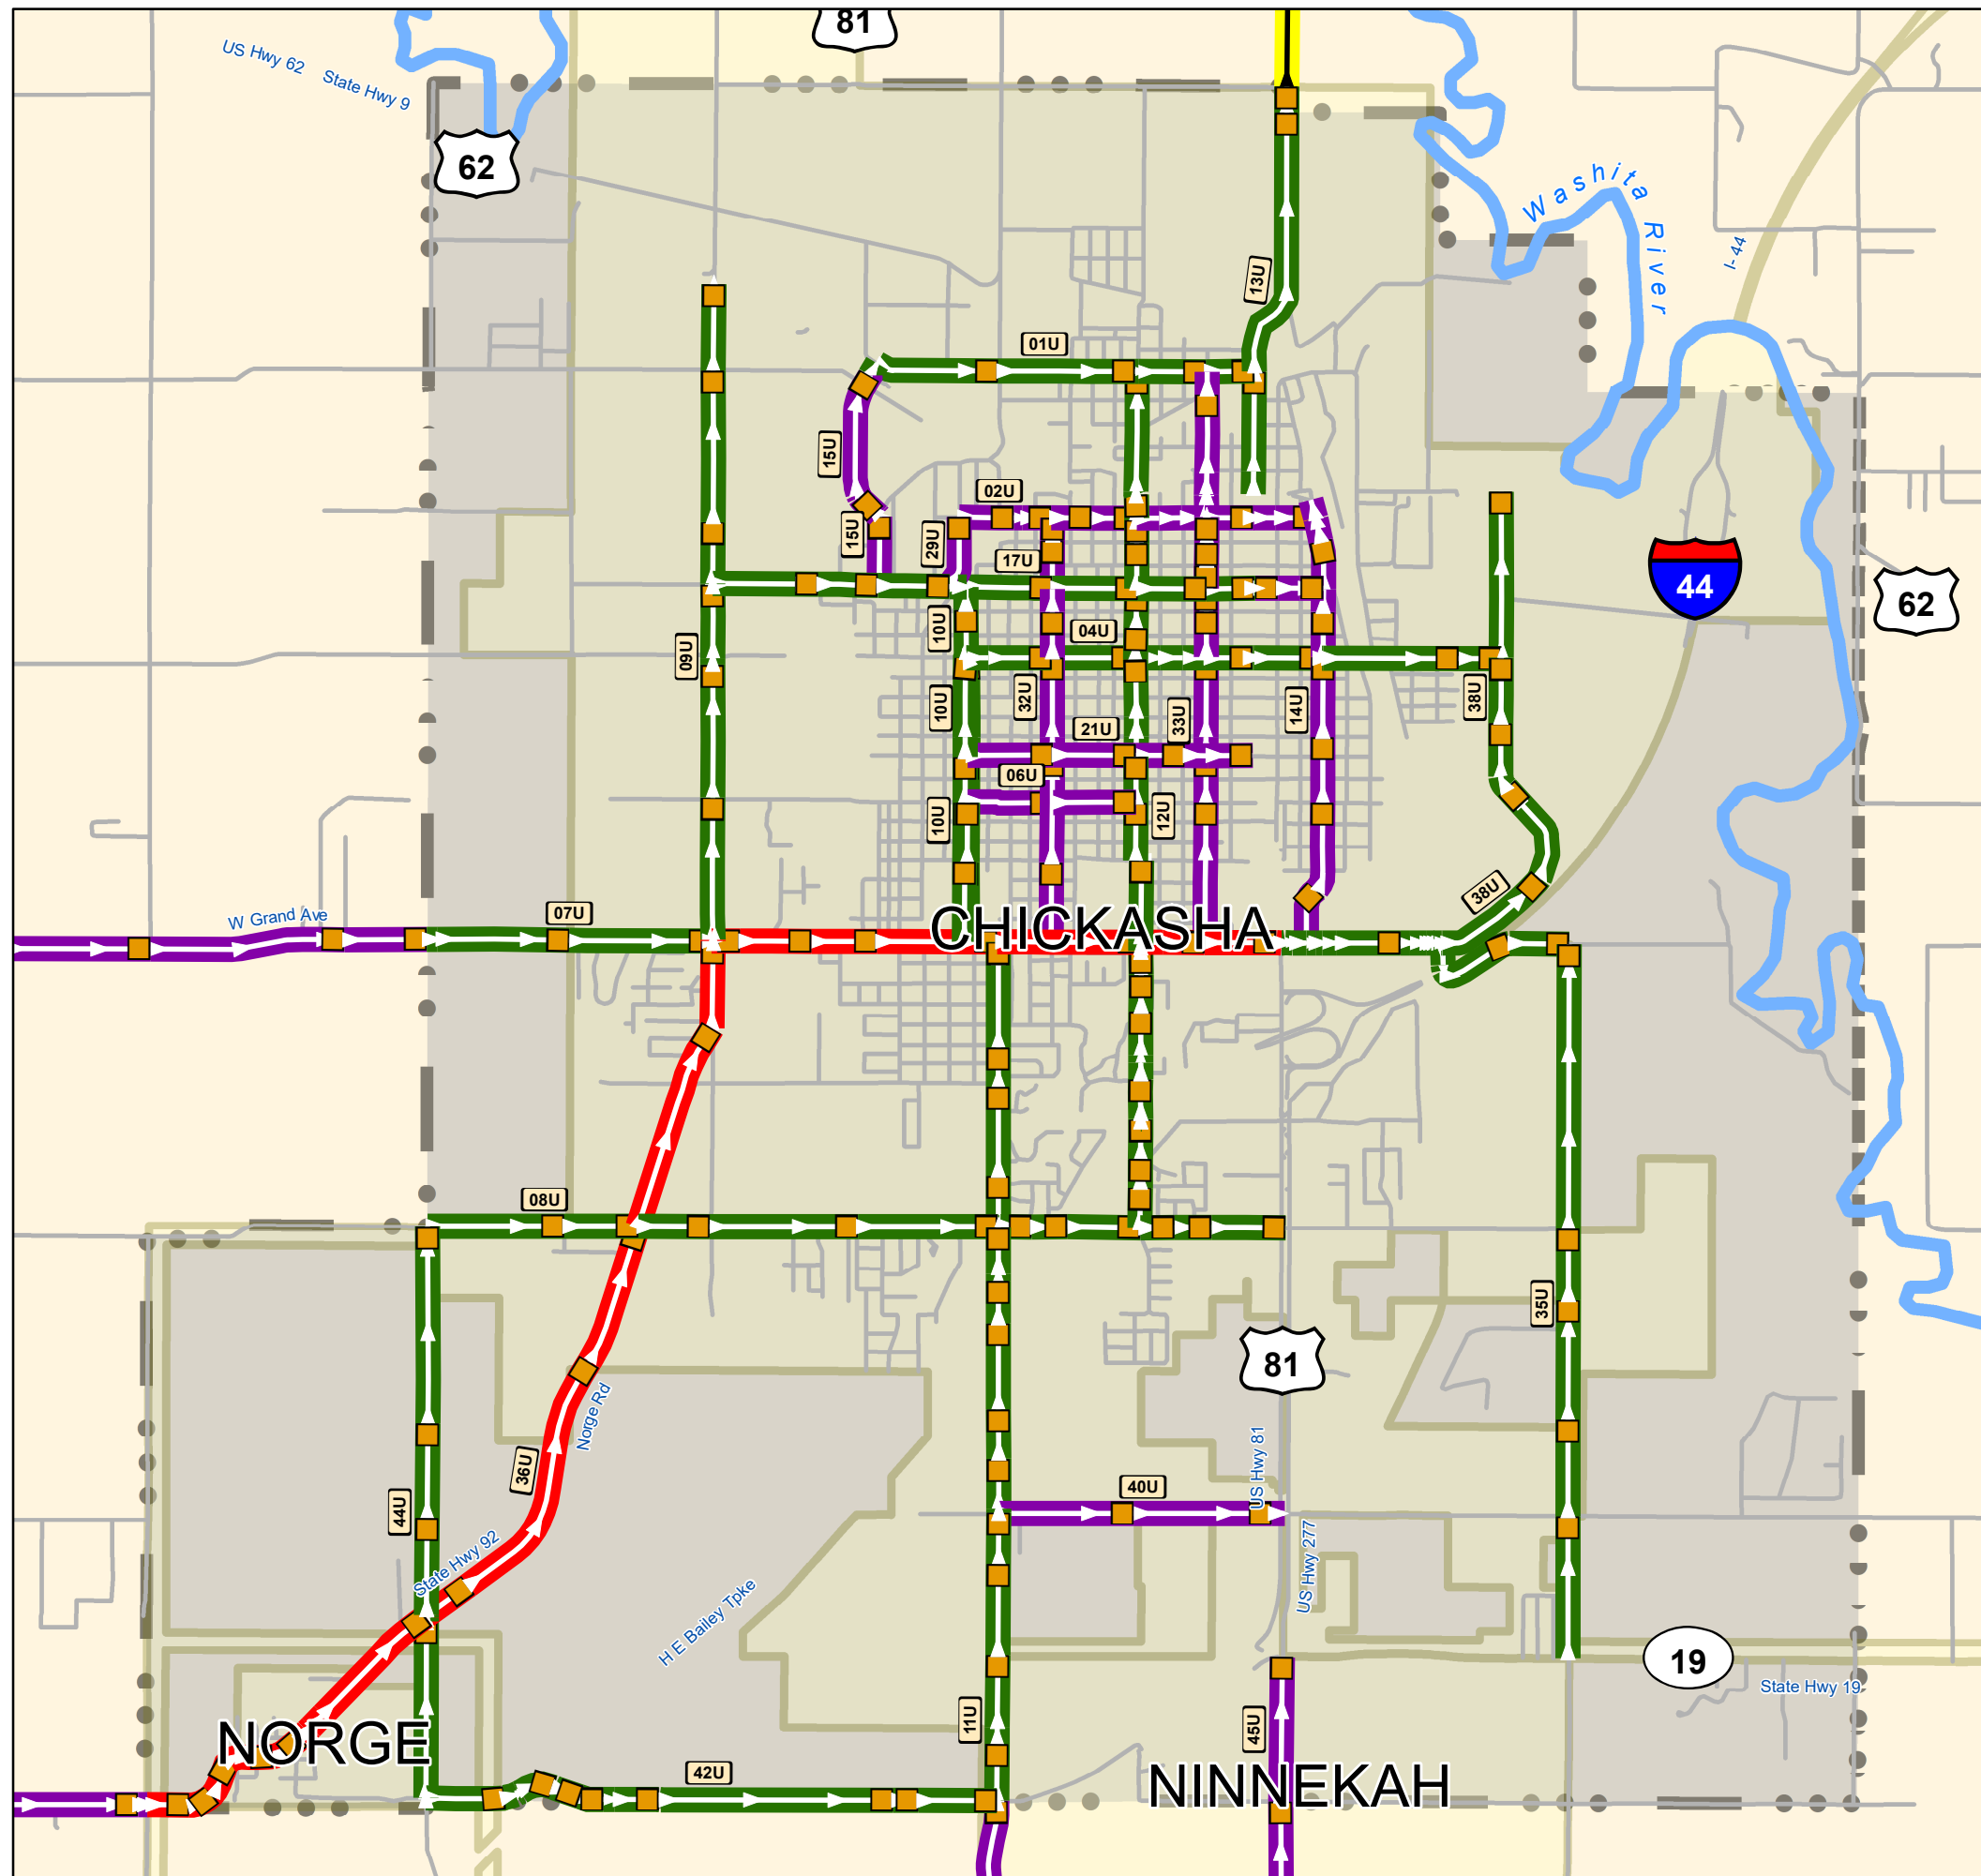 81
US Hwy 62 State Hwy 9
62
Washita River
I-44
13U
01U
15U
02U
15U
29U
17U
44
62
10U
04U
09U
10U
32U
33U
14U
38U
21U
06U
10U
12U
38U
W Grand Ave
07U
CHICKASHA
08U
35U
81
Norge Rd
36U
40U
US Hwy 81
44U
State Hwy 92
US Hwy 277
H E Bailey Tpke
19
State Hwy 19
11U
45U
NORGE
42U
NINNEKAH